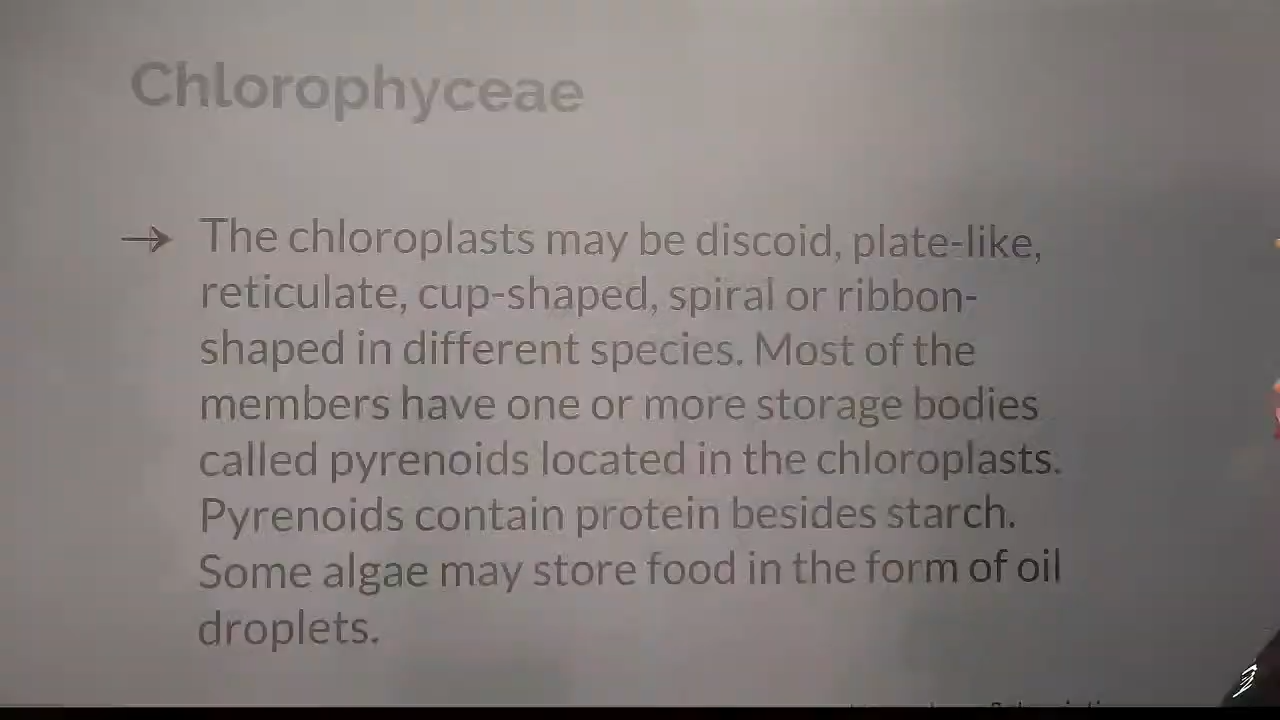 Chlorophyceae
→ The chloroplasts may be discoid, plate-like,
reticulate, cup-shaped, spiral or ribbon-
shaped in different species. Most of the
members have one or more storage bodies
called pyrenoids located in the chloroplasts.
Pyrenoids contain protein besides starch.
Some algae may store food in the form of oil
droplets.